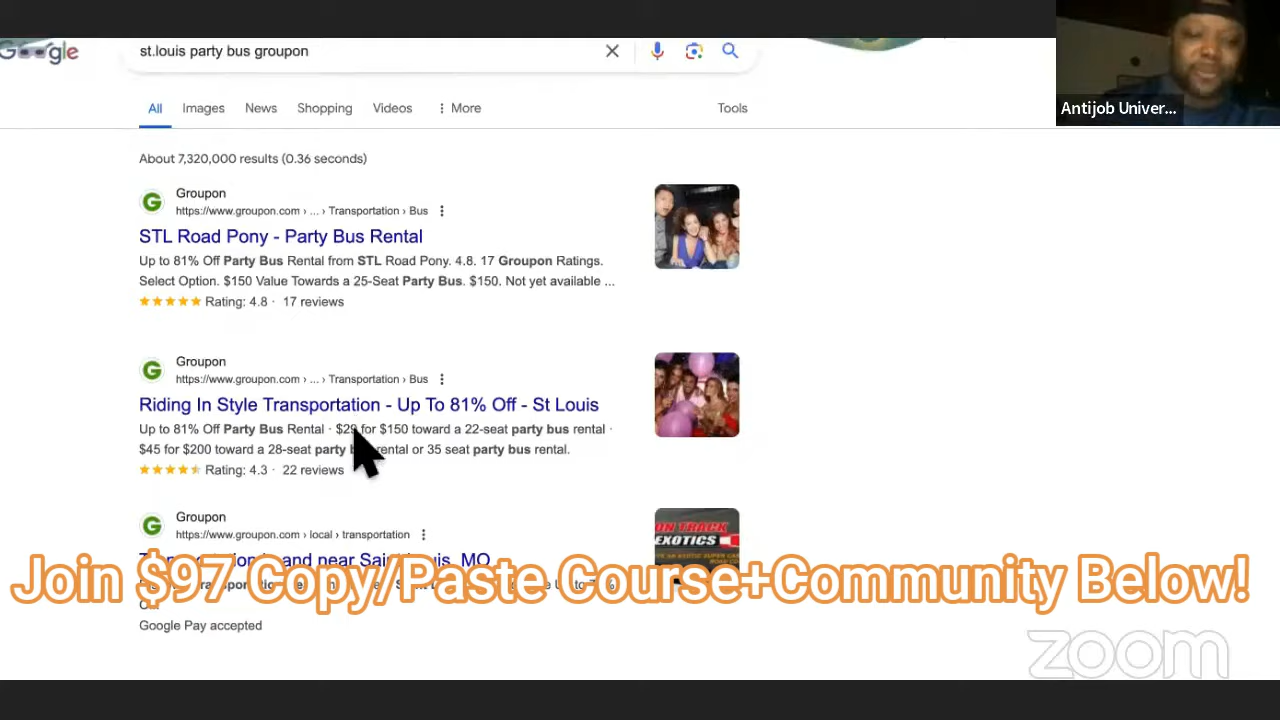 Google
st.louis party bus groupon
Antijob Univer...
All Images News Shopping Videos More Tools
About 7,320,000 results (0.36 seconds)
Groupon
https://www.groupon.com › ... › Transportation › Bus
STL Road Pony - Party Bus Rental
Up to 81% Off Party Bus Rental from STL Road Pony. 4.8. 17 Groupon Ratings.
Select Option. $150 Value Towards a 25-Seat Party Bus. $150. Not yet available ...
Rating: 4.8 · 17 reviews
Groupon
https://www.groupon.com › ... › Transportation › Bus
Riding In Style Transportation - Up To 81% Off - St Louis
Up to 81% Off Party Bus Rental · $29 for $150 toward a 22-seat party bus rental ·
$45 for $200 toward a 28-seat party rental or 35 seat party bus rental.
Rating: 4.3 · 22 reviews
Groupon
https://www.groupon.com › local › transportation
ON TRACK
EXOTICS
Join $97 Copy/Paste Course+Community Below!
Google Pay accepted
zoom